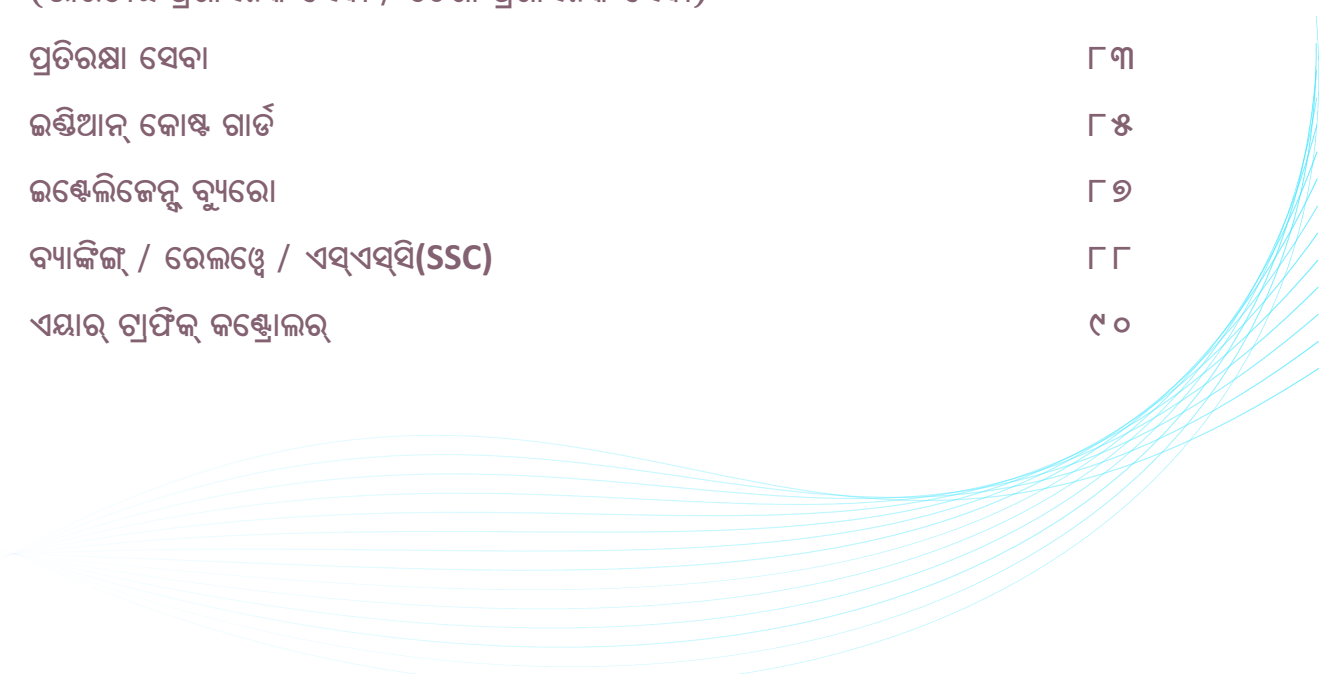 ପ୍ରତିରକ୍ଷା ସେବା ୮୩
ଇଣ୍ଡିଆନ୍ କୋଷ୍ଟ ଗାର୍ଡ ୮୫
ଇଣ୍ଟେଲିଜେନ୍ସ୍ ବ୍ୟୁରୋ ୮୭
ବ୍ୟାଙ୍କିଙ୍ଗ୍ / ରେଲୱେ / ଏସ୍ଏସ୍ସି(SSC) ୮୮
ଏୟାର୍ ଟ୍ରାଫିକ୍ କଣ୍ଟ୍ରୋଲର୍ ୯୦